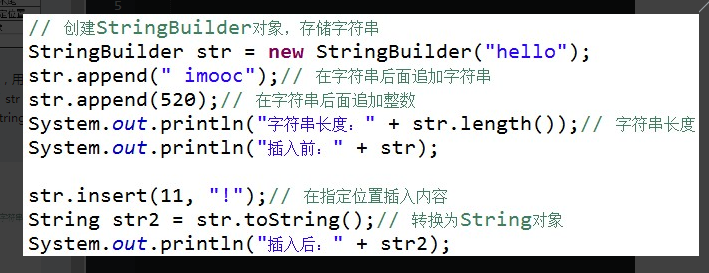 5
// 创建StringBuilder对象，存储字符串
StringBuilder str = new StringBuilder("hello");
str.append(" imooc");// 在字符串后面追加字符串
str.append(520);// 在字符串后面追加整数
System.out.println("字符串长度：" + str.length());// 字符串长度
System.out.println("插入前：" + str);
str.insert(11, "!");// 在指定位置插入内容
String str2 = str.toString();// 转换为String对象
System.out.println("插入后：" + str2);